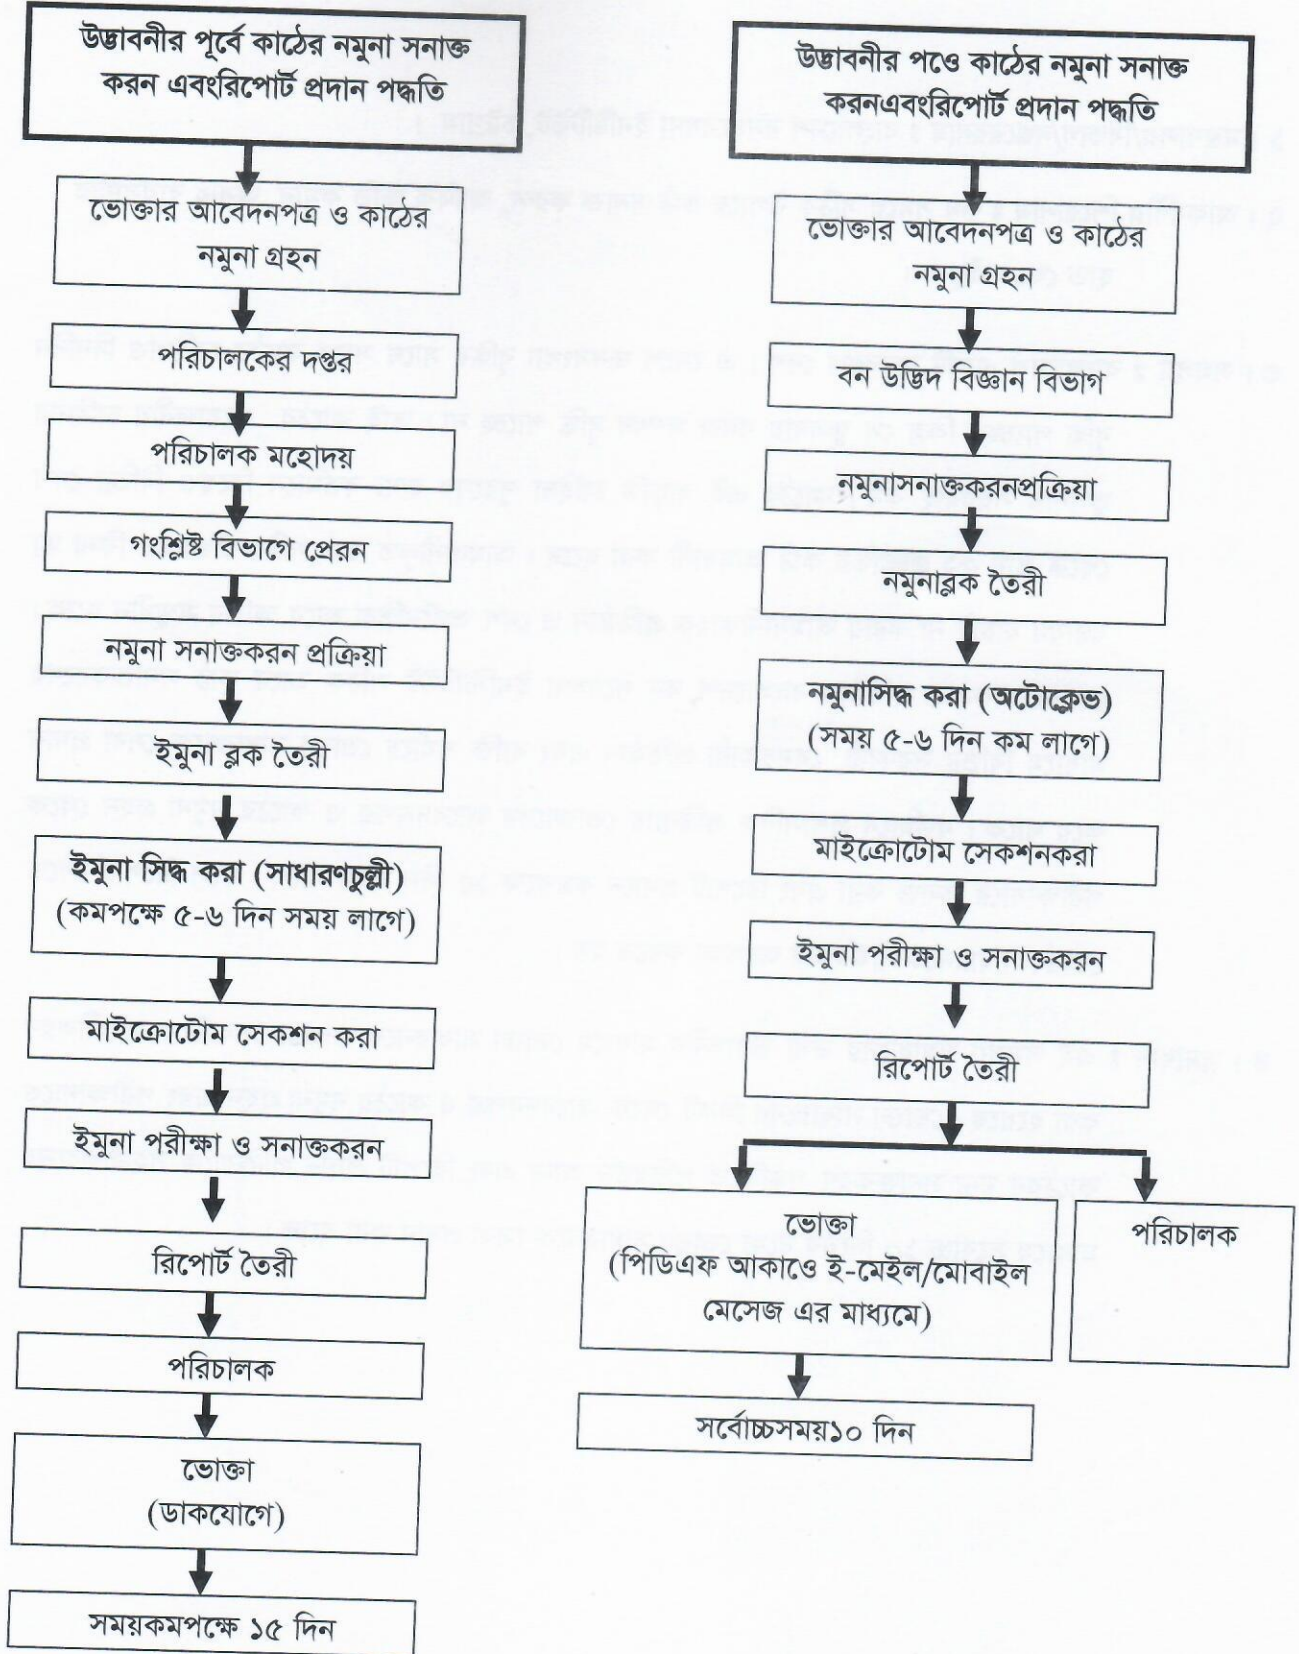 উদ্ভাবনীর পূর্বে কাঠের নমুনা সনাক্ত
করন এবংরিপোর্ট প্রদান পদ্ধতি
ভোক্তার আবেদনপত্র ও কাঠের
নমুনা গ্রহন
পরিচালকের দপ্তর
পরিচালক মহোদয়
গংশ্লিষ্ট বিভাগে প্রেরন
নমুনা সনাক্তকরন প্রক্রিয়া
ইমুনা ব্লক তৈরী
ইমুনা সিদ্ধ করা (সাধারণচুল্লী)
(কমপক্ষে ৫-৬ দিন সময় লাগে)
মাইক্রোটোম সেকশন করা
ইমুনা পরীক্ষা ও সনাক্তকরন
রিপোর্ট তৈরী
পরিচালক
ভোক্তা
(ডাকযোগে)
সময়কমপক্ষে ১৫ দিন
উদ্ভাবনীর পওে কাঠের নমুনা সনাক্ত
করনএবংরিপোর্ট প্রদান পদ্ধতি
ভোক্তার আবেদনপত্র ও কাঠের
নমুনা গ্রহন
বন উদ্ভিদ বিজ্ঞান বিভাগ
নমুনাসনাক্তকরনপ্রক্রিয়া
নমুনাব্লক তৈরী
নমুনাসিদ্ধ করা (অটোক্লেভ)
(সময় ৫-৬ দিন কম লাগে)
মাইক্রোটোম সেকশনকরা
ইমুনা পরীক্ষা ও সনাক্তকরন
রিপোর্ট তৈরী
ভোক্তা
(পিডিএফ আকাওে ই-মেইল/মোবাইল
মেসেজ এর মাধ্যমে)
পরিচালক
সর্বোচ্চসময়১০ দিন